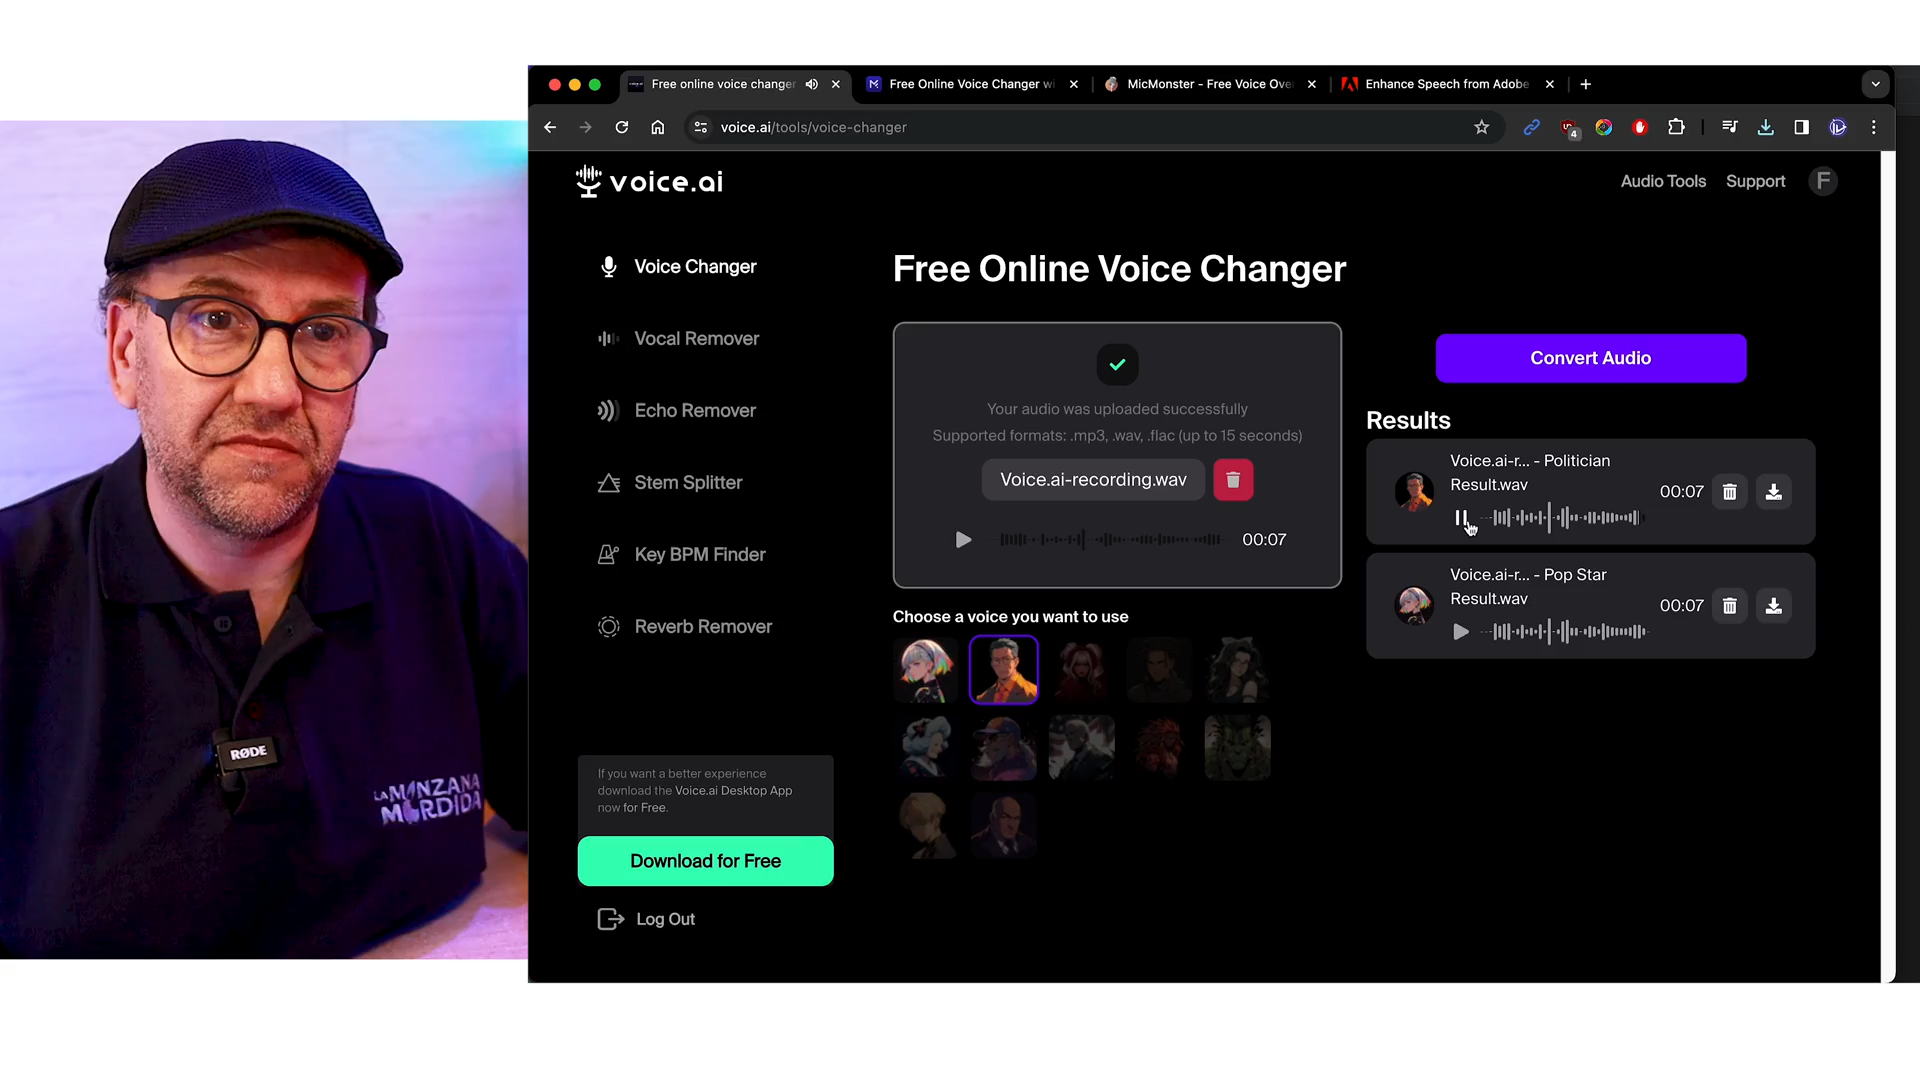 Free online voice changer
Free Online Voice Changer wi
MicMonster - Free Voice Ove
Enhance Speech from Adobe
voice.ai/tools/voice-changer
4
voice.ai
Audio Tools
Support
F
Voice Changer
Vocal Remover
Echo Remover
Stem Splitter
Key BPM Finder
Reverb Remover
If you want a better experience
download the Voice.ai Desktop App
now for Free.
Download for Free
Log Out
Free Online Voice Changer
Your audio was uploaded successfully
Supported formats: .mp3, .wav, .flac (up to 15 seconds)
Voice.ai-recording.wav
00:07
Choose a voice you want to use
Convert Audio
Results
Voice.ai-r... - Politician
Result.wav
00:07
Voice.ai-r... - Pop Star
Result.wav
00:07
RØDE
LA MANZANA
MORDIDA